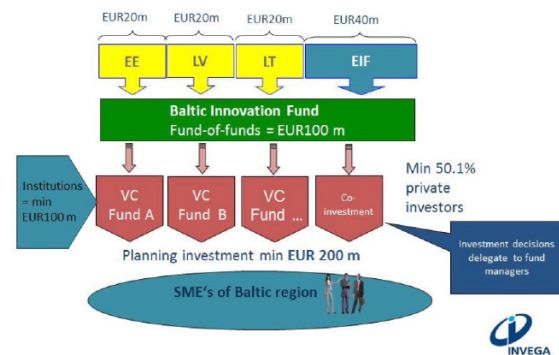 EUR20m EUR20m EUR20m EUR40m
EE LV LT EIF
Baltic Innovation Fund
Fund-of-funds = EUR100 m
Institutions
= min
EUR100 m
VC
Fund A
VC
Fund B
VC
Fund ...
Co-
investment
Min 50.1%
private
investors
Investment decisions
delegate to fund
managers
Planning investment min EUR 200 m
SME's of Baltic region
INVEGA